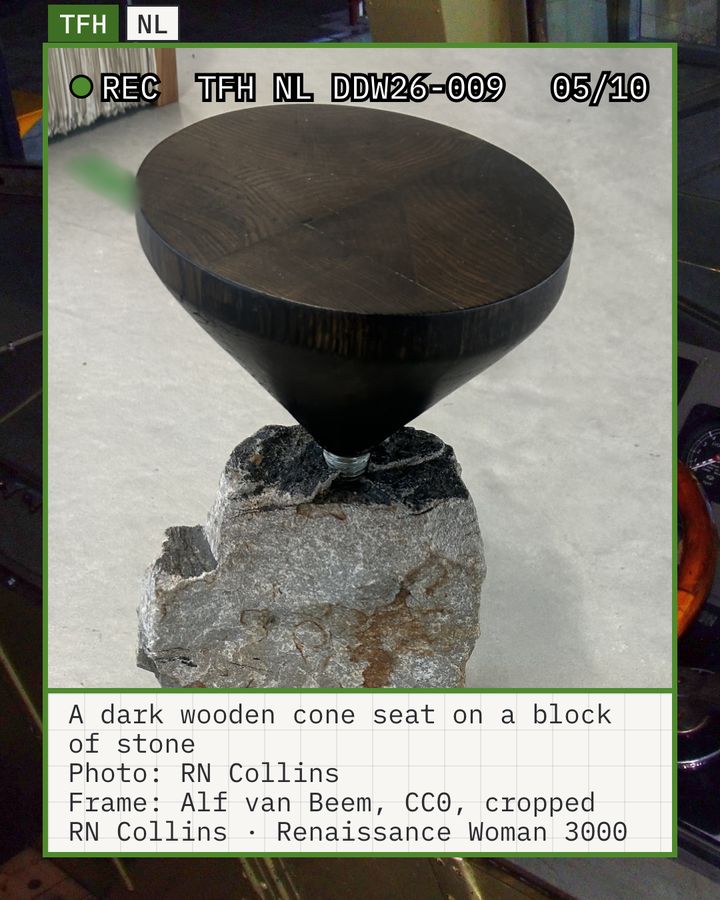 TFH NL
REC TFH NL DDW26-009 05/10
A dark wooden cone seat on a block
of stone
Photo: RN Collins
Frame: Alf van Beem, CC0, cropped
RN Collins · Renaissance Woman 3000